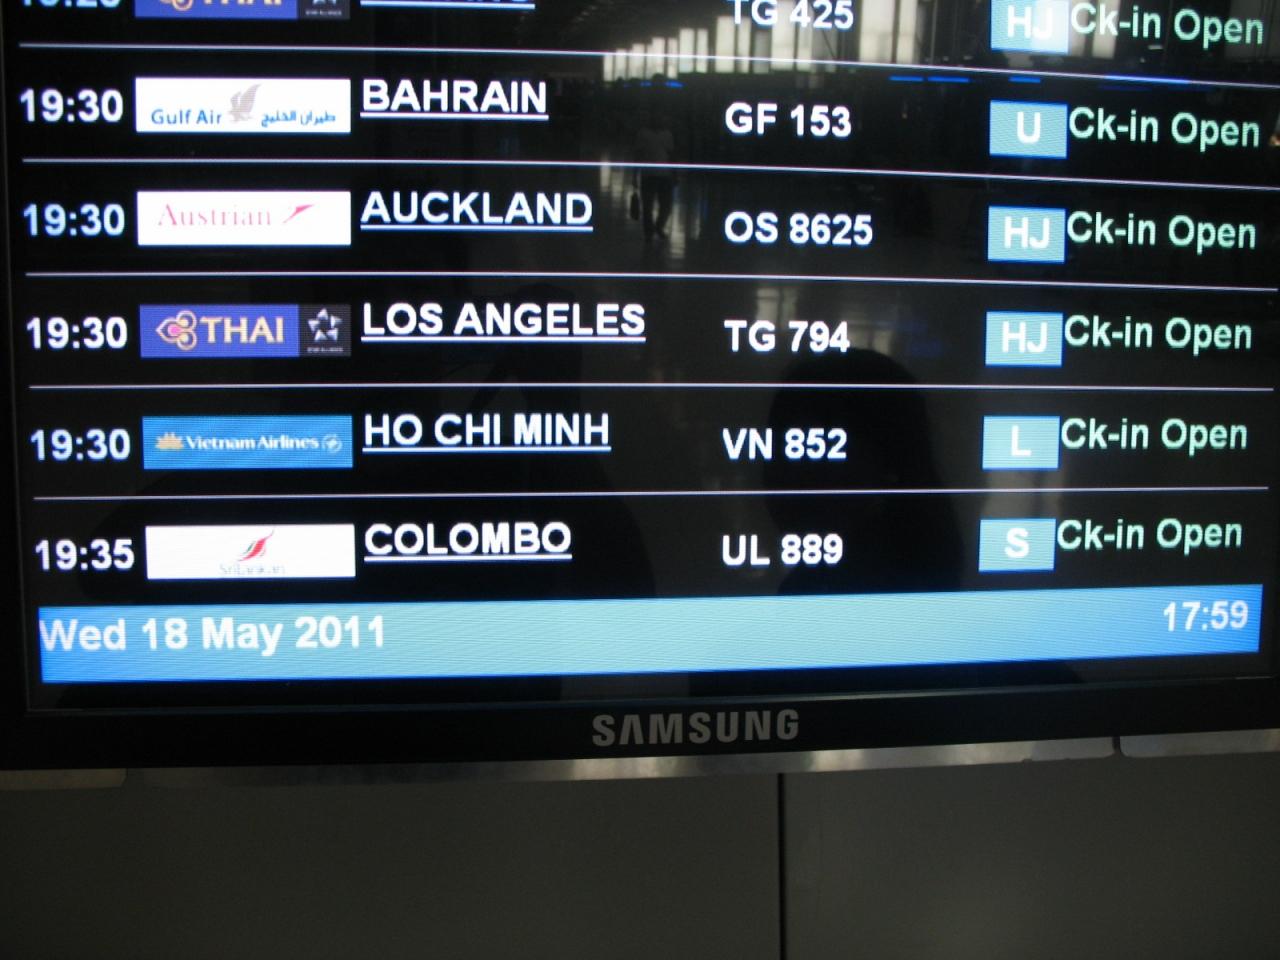 THAI TG 425 HJ Ck-in Open
19:30 Gulf Air طيران الخليج BAHRAIN GF 153 U Ck-in Open
19:30 Austrian AUCKLAND OS 8625 HJ Ck-in Open
19:30 THAI LOS ANGELES TG 794 HJ Ck-in Open
19:30 Vietnam Airlines HO CHI MINH VN 852 L Ck-in Open
19:35 SriLankan COLOMBO UL 889 S Ck-in Open
Wed 18 May 2011 17:59
SAMSUNG